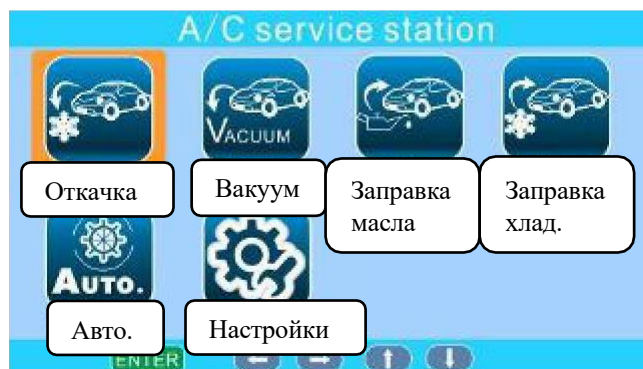 A/C service station
VACUUM
Откачка
Вакуум
Заправка
масла
Заправка
хлад.
AUTO.
Авто.
Настройки
ENTER